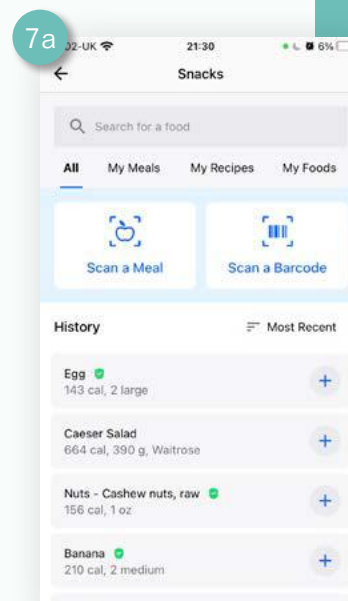 7a
02-UK 21:30 6%
Snacks
Search for a food
All My Meals My Recipes My Foods
Scan a Meal Scan a Barcode
History Most Recent
Egg
143 cal, 2 large
Caeser Salad
664 cal, 390 g, Waitrose
Nuts - Cashew nuts, raw
156 cal, 1 oz
Banana
210 cal, 2 medium